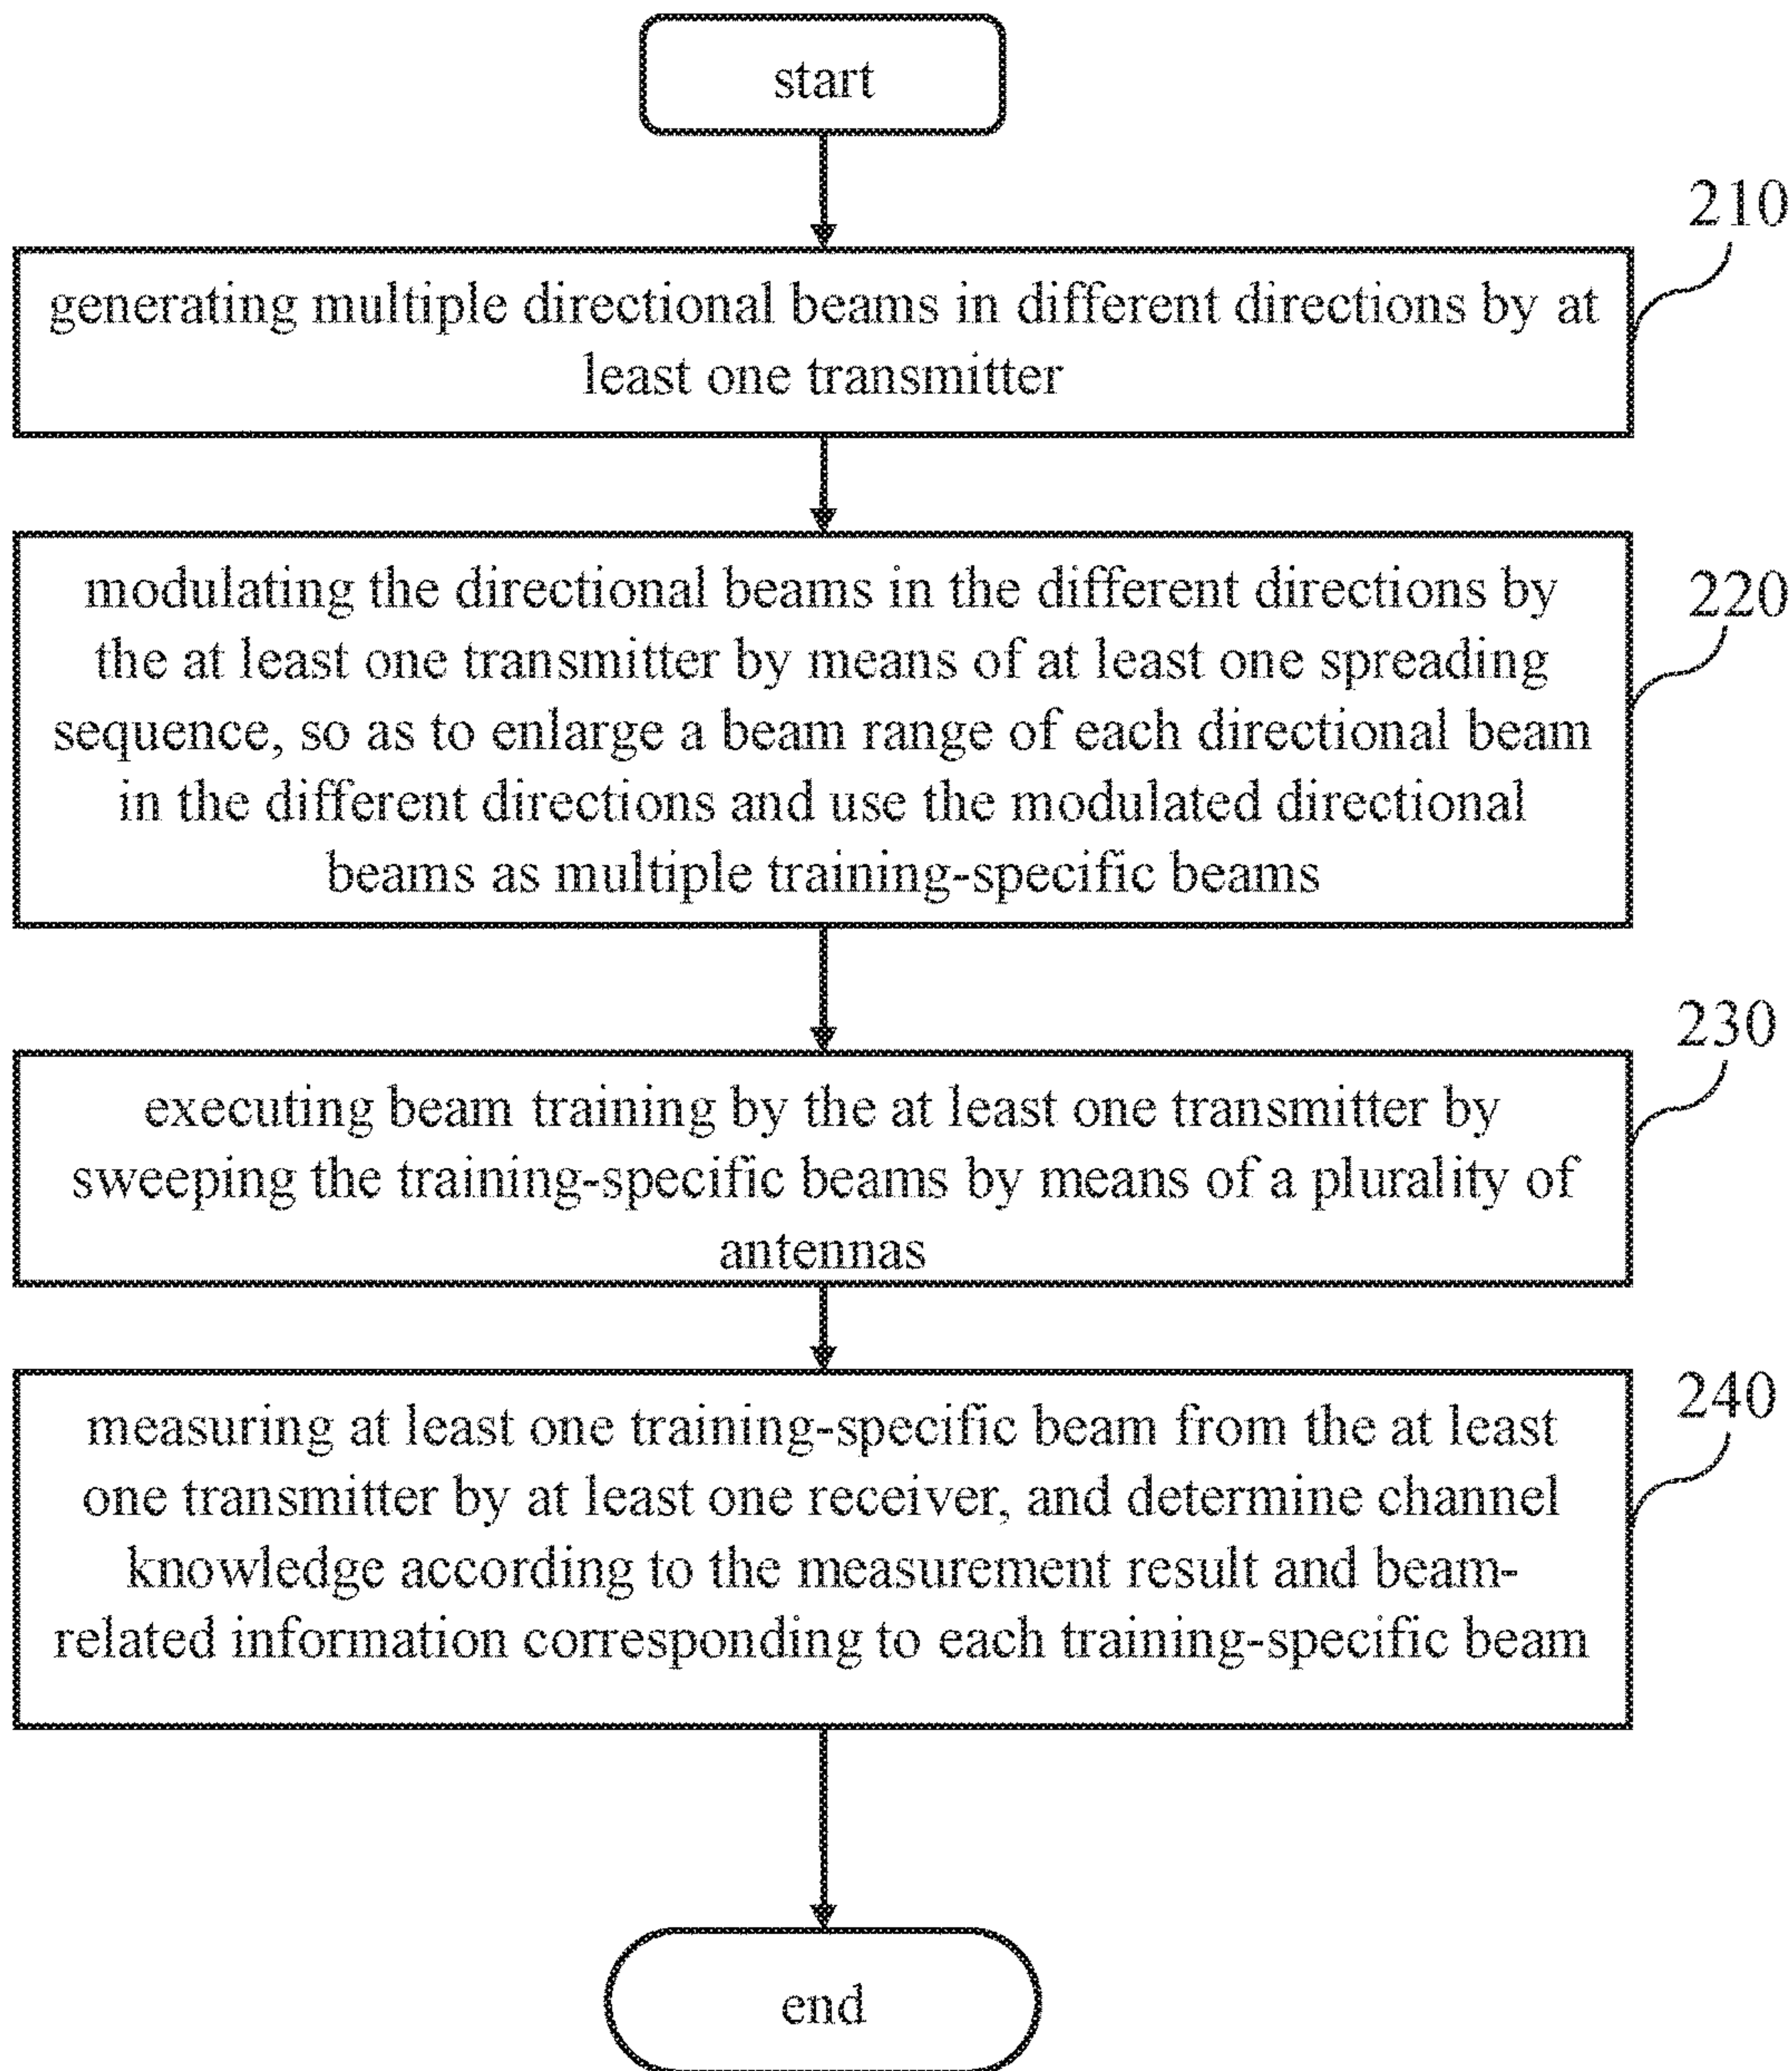 start
210
generating multiple directional beams in different directions by at
least one transmitter
220
modulating the directional beams in the different directions by
the at least one transmitter by means of at least one spreading
sequence, so as to enlarge a beam range of each directional beam
in the different directions and use the modulated directional
beams as multiple training-specific beams
230
executing beam training by the at least one transmitter by
sweeping the training-specific beams by means of a plurality of
antennas
240
measuring at least one training-specific beam from the at least
one transmitter by at least one receiver, and determine channel
knowledge according to the measurement result and beam-
related information corresponding to each training-specific beam
end